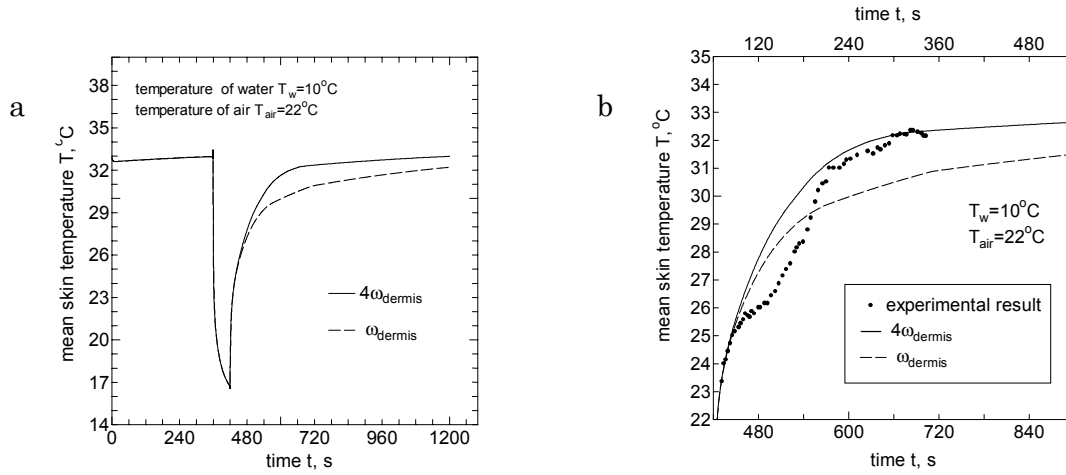 a
mean skin temperature T, °C
38
36
32
29
26
23
20
17
14
temperature of water T_w=10°C
temperature of air T_air=22°C
4ω_dermis
ω_dermis
0 240 480 720 960 1200
time t, s
b
time t, s
120 240 360 480
mean skin temperature T, °C
35
34
33
32
31
30
29
28
27
26
25
24
23
22
T_w=10°C
T_air=22°C
experimental result
4ω_dermis
ω_dermis
480 600 720 840
time t, s